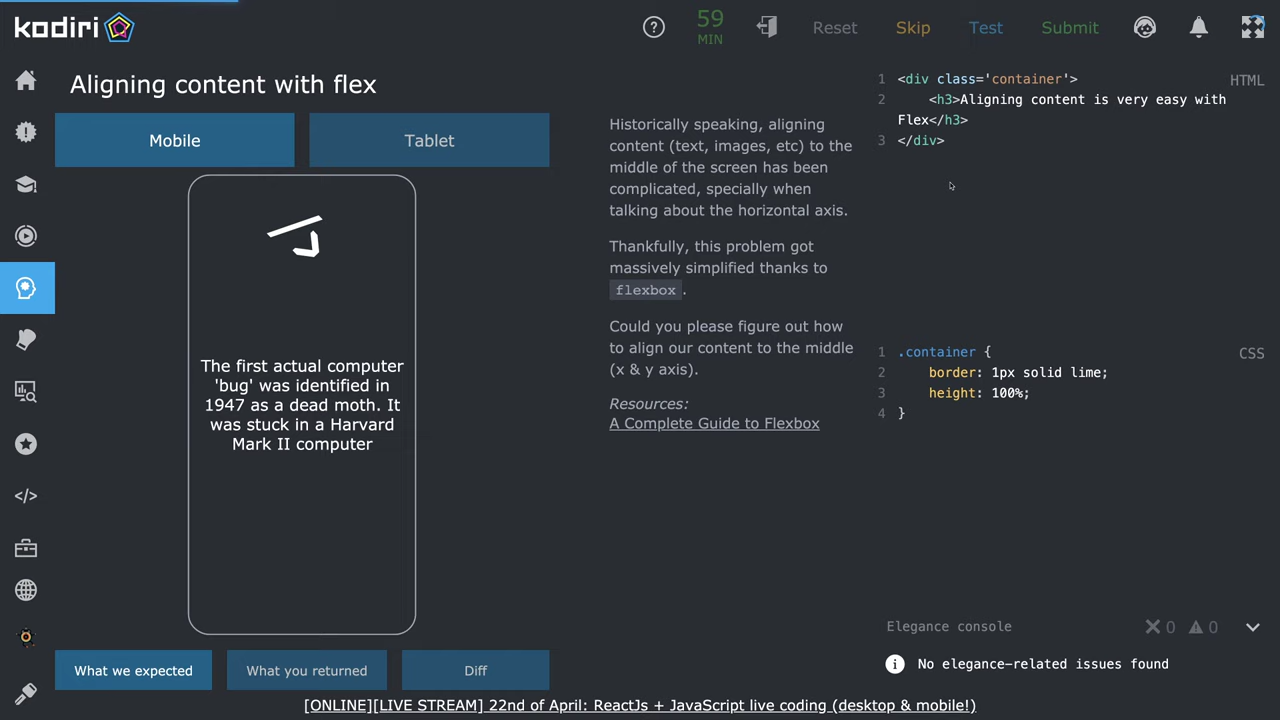 kodiri
59
MIN
Reset
Skip
Test
Submit
Aligning content with flex
Mobile
Tablet
The first actual computer
'bug' was identified in
1947 as a dead moth. It
was stuck in a Harvard
Mark II computer
What we expected
What you returned
Diff
Historically speaking, aligning
content (text, images, etc) to the
middle of the screen has been
complicated, specially when
talking about the horizontal axis.
Thankfully, this problem got
massively simplified thanks to
flexbox.
Could you please figure out how
to align our content to the middle
(x & y axis).
Resources:
A Complete Guide to Flexbox
HTML
1 <div class='container'>
2 <h3>Aligning content is very easy with
Flex</h3>
3 </div>
CSS
1 .container {
2 border: 1px solid lime;
3 height: 100%;
4 }
Elegance console
0
0
No elegance-related issues found
[ONLINE][LIVE STREAM] 22nd of April: ReactJs + JavaScript live coding (desktop & mobile!)